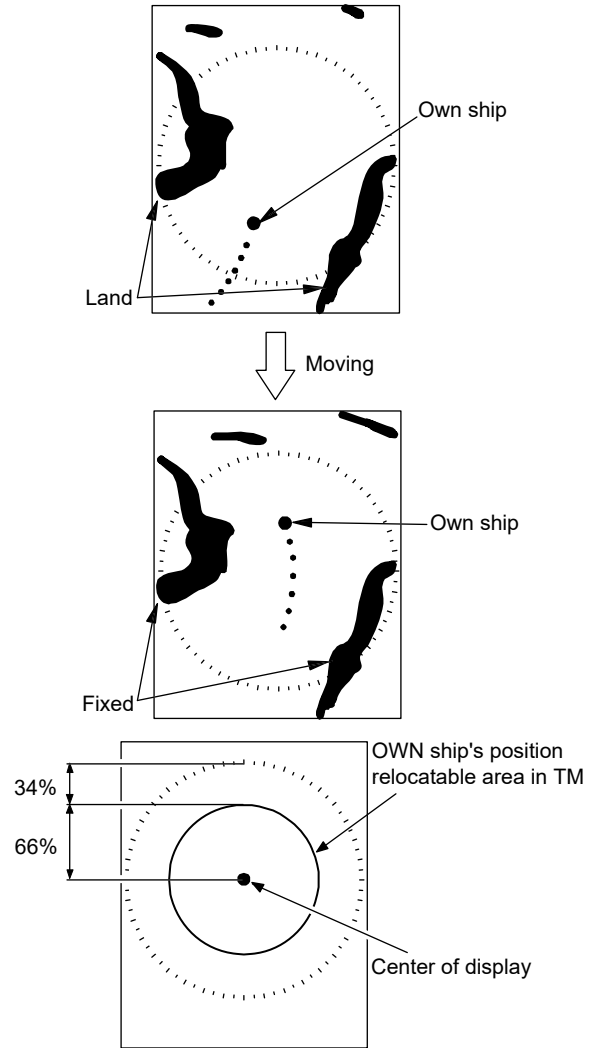 Own ship
Land
Moving
Own ship
Fixed
OWN ship's position
relocatable area in TM
34%
66%
Center of display